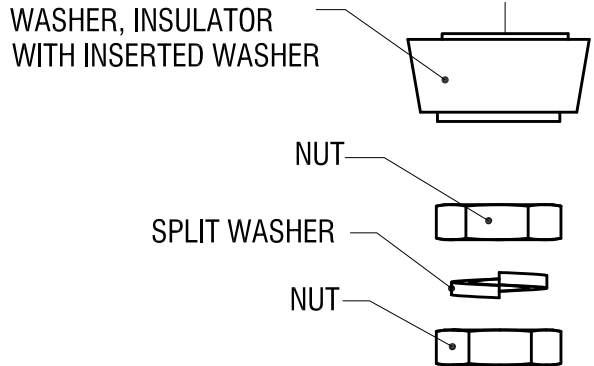 WASHER, INSULATOR
WITH INSERTED WASHER
NUT
SPLIT WASHER
NUT